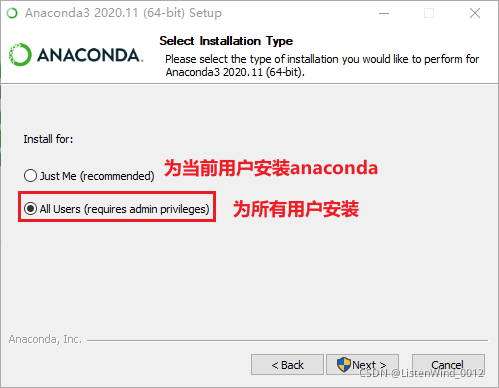 Anaconda3 2020.11 (64-bit) Setup
ANACONDA.
Select Installation Type
Please select the type of installation you would like to perform for
Anaconda3 2020.11 (64-bit).
Install for:
Just Me (recommended) 为当前用户安装anaconda
All Users (requires admin privileges) 为所有用户安装
Anaconda, Inc.
< Back Next > Cancel
CSDN @ListenWind_0012